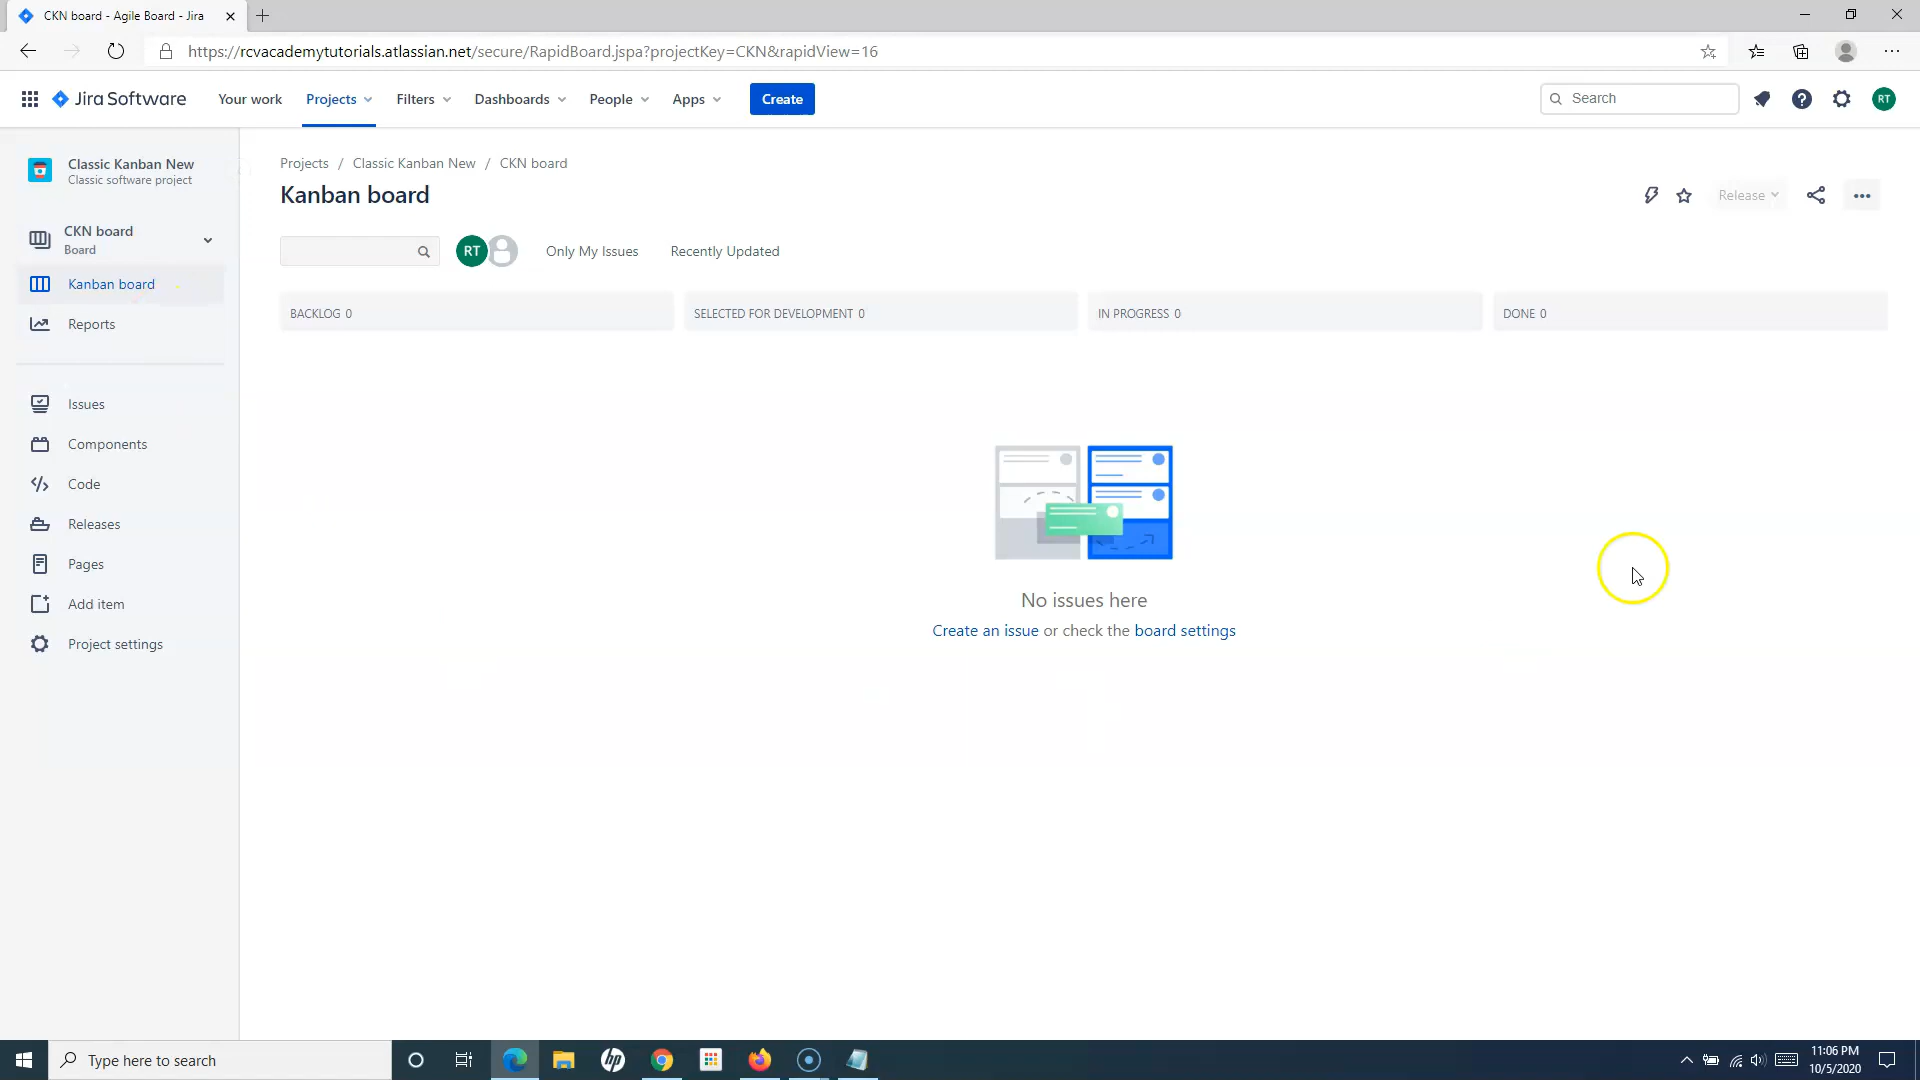 CKN board - Agile Board - Jira
https://rcvacademytutorials.atlassian.net/secure/RapidBoard.jspa?projectKey=CKN&rapidView=16
Jira Software
Your work
Projects
Filters
Dashboards
People
Apps
Create
Search
RT
Classic Kanban New
Classic software project
CKN board
Board
Kanban board
Reports
Issues
Components
Code
Releases
Pages
Add item
Project settings
Projects / Classic Kanban New / CKN board
Kanban board
Release
RT
Only My Issues
Recently Updated
BACKLOG 0
SELECTED FOR DEVELOPMENT 0
IN PROGRESS 0
DONE 0
No issues here
Create an issue or check the board settings
Type here to search
hp
11:06 PM
10/5/2020